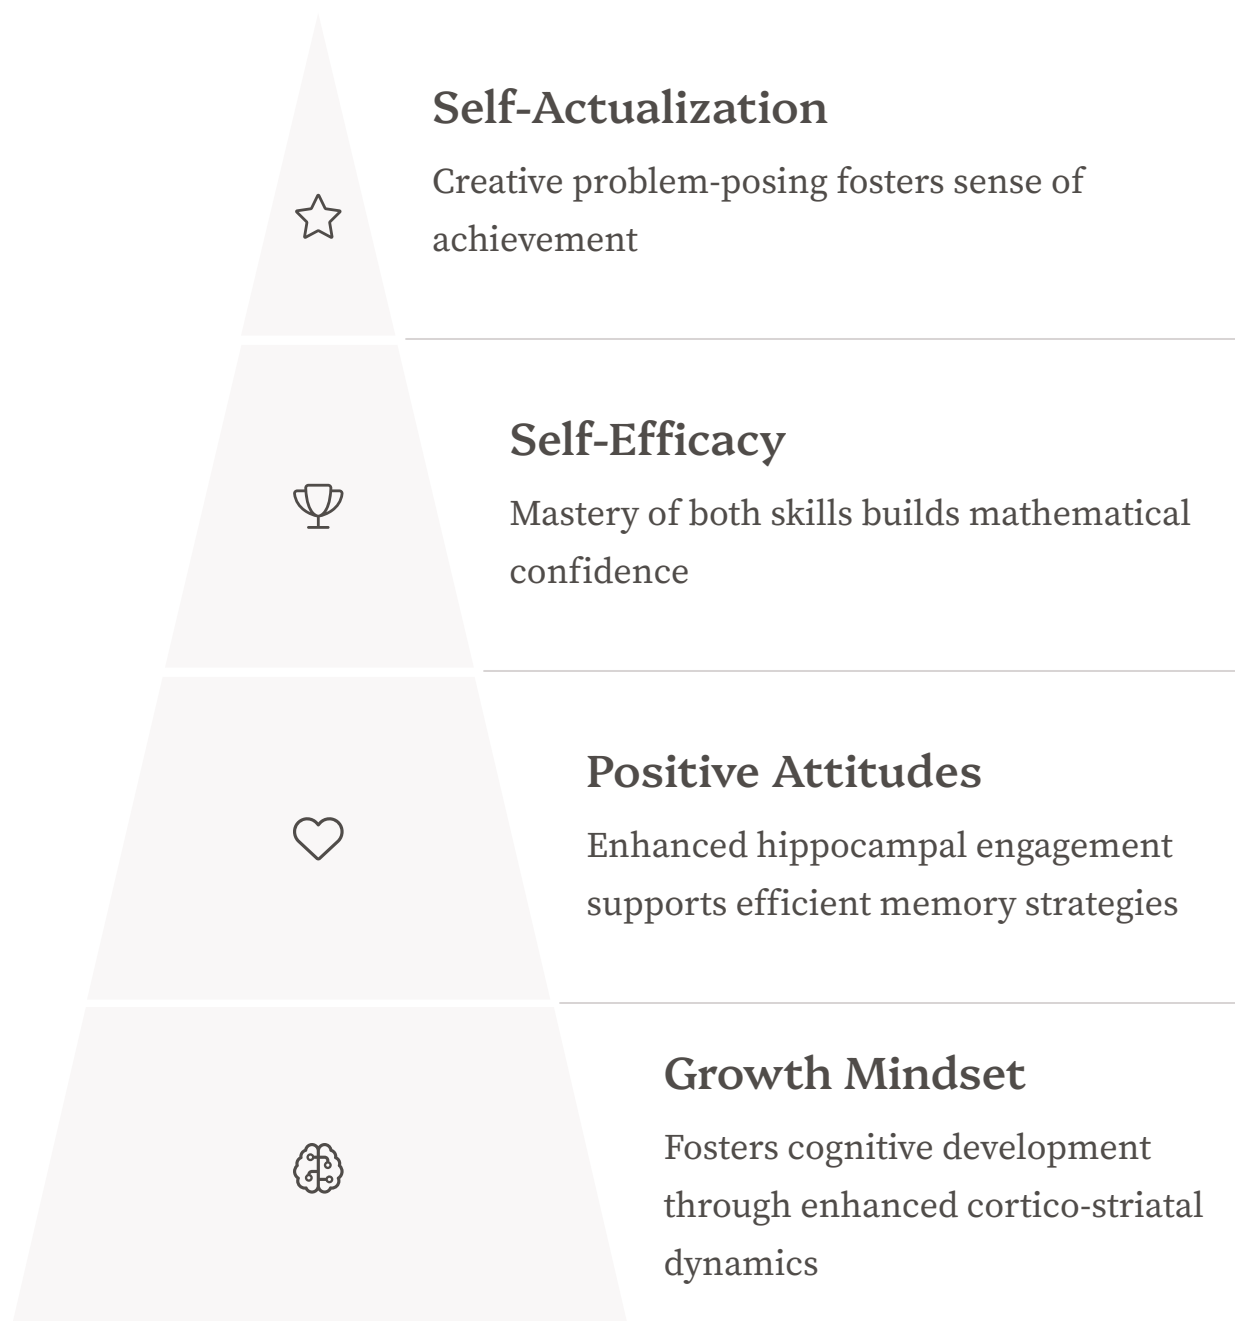 Self-Actualization
Creative problem-posing fosters sense of
achievement
Self-Efficacy
Mastery of both skills builds mathematical
confidence
Positive Attitudes
Enhanced hippocampal engagement
supports efficient memory strategies
Growth Mindset
Fosters cognitive development
through enhanced cortico-striatal
dynamics